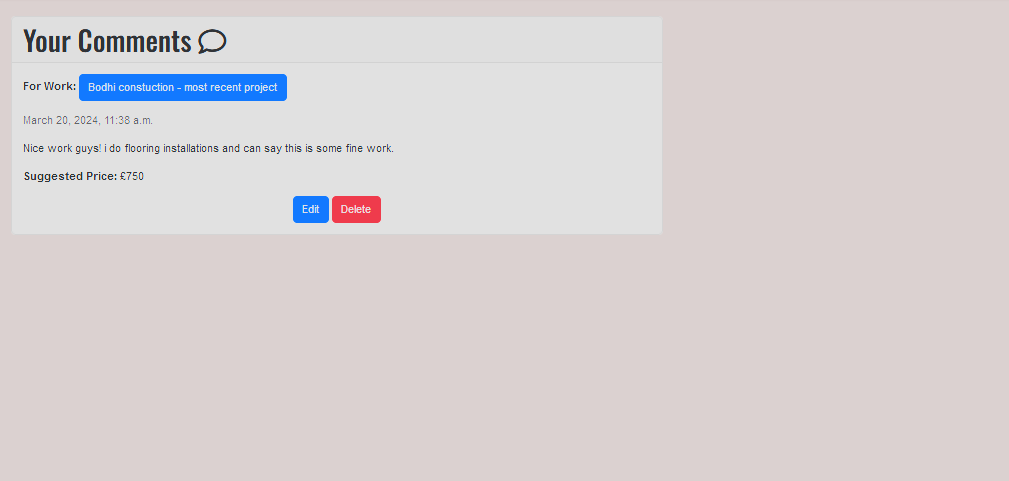 Your Comments
For Work: Bodhi constuction - most recent project
March 20, 2024, 11:38 a.m.
Nice work guys! i do flooring installations and can say this is some fine work.
Suggested Price: £750
Edit Delete